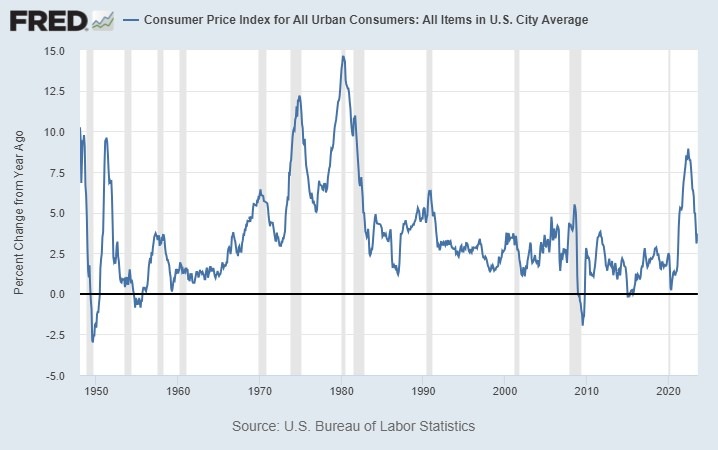 FRED Consumer Price Index for All Urban Consumers: All Items in U.S. City Average
Percent Change from Year Ago
15.0
12.5
10.0
7.5
5.0
2.5
0.0
-2.5
-5.0
1950 1960 1970 1980 1990 2000 2010 2020
Source: U.S. Bureau of Labor Statistics